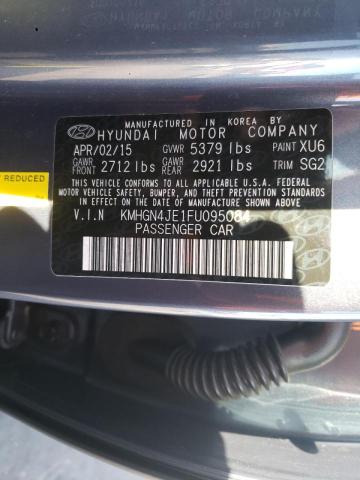 MANUFACTURED IN KOREA BY
HYUNDAI MOTOR COMPANY
APR/02/15 GVWR 5379 lbs PAINT XU6
GAWR FRONT 2712 lbs GAWR REAR 2921 lbs TRIM SG2
THIS VEHICLE CONFORMS TO ALL APPLICABLE
U.S. FEDERAL MOTOR VEHICLE SAFETY, BUMPER,
AND THEFT PREVENTION STANDARDS IN EFFECT ON
THE DATE OF MANUFACTURE SHOWN ABOVE.
V.I.N KMHGN4JE1FU095084
PASSENGER CAR
REDUCED